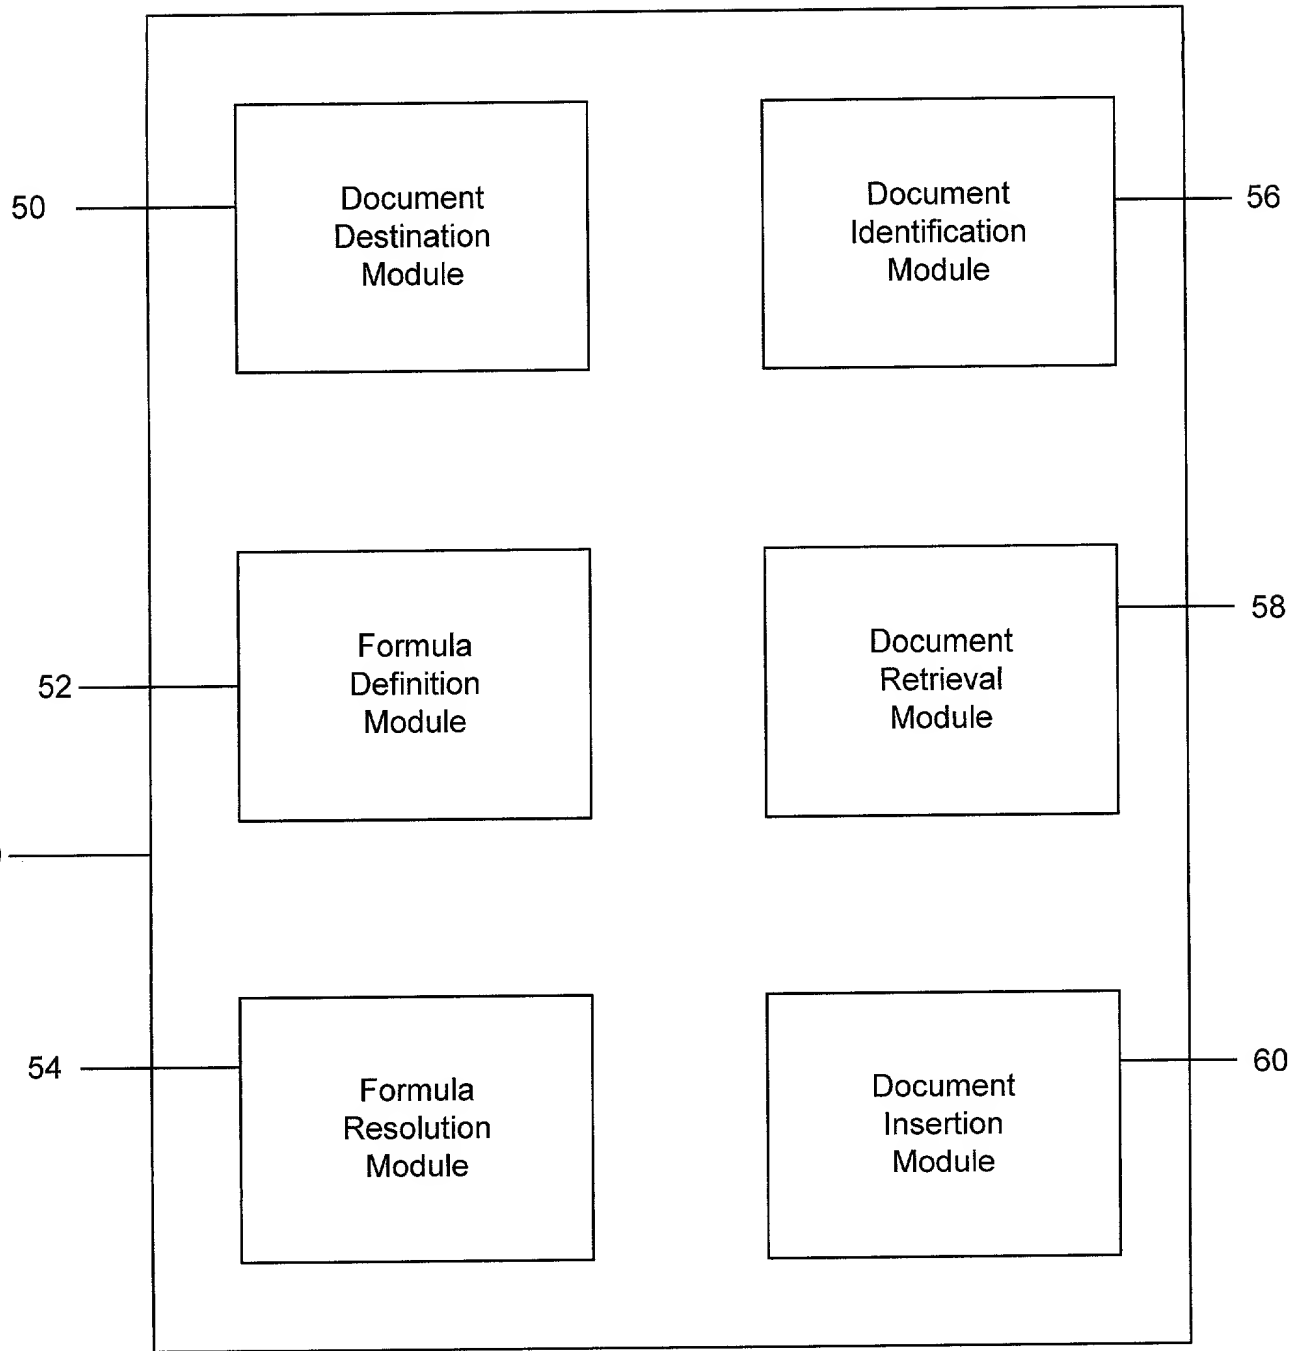 50
Document
Destination
Module
Document
Identification
Module
56
52
Formula
Definition
Module
Document
Retrieval
Module
58
54
Formula
Resolution
Module
Document
Insertion
Module
60